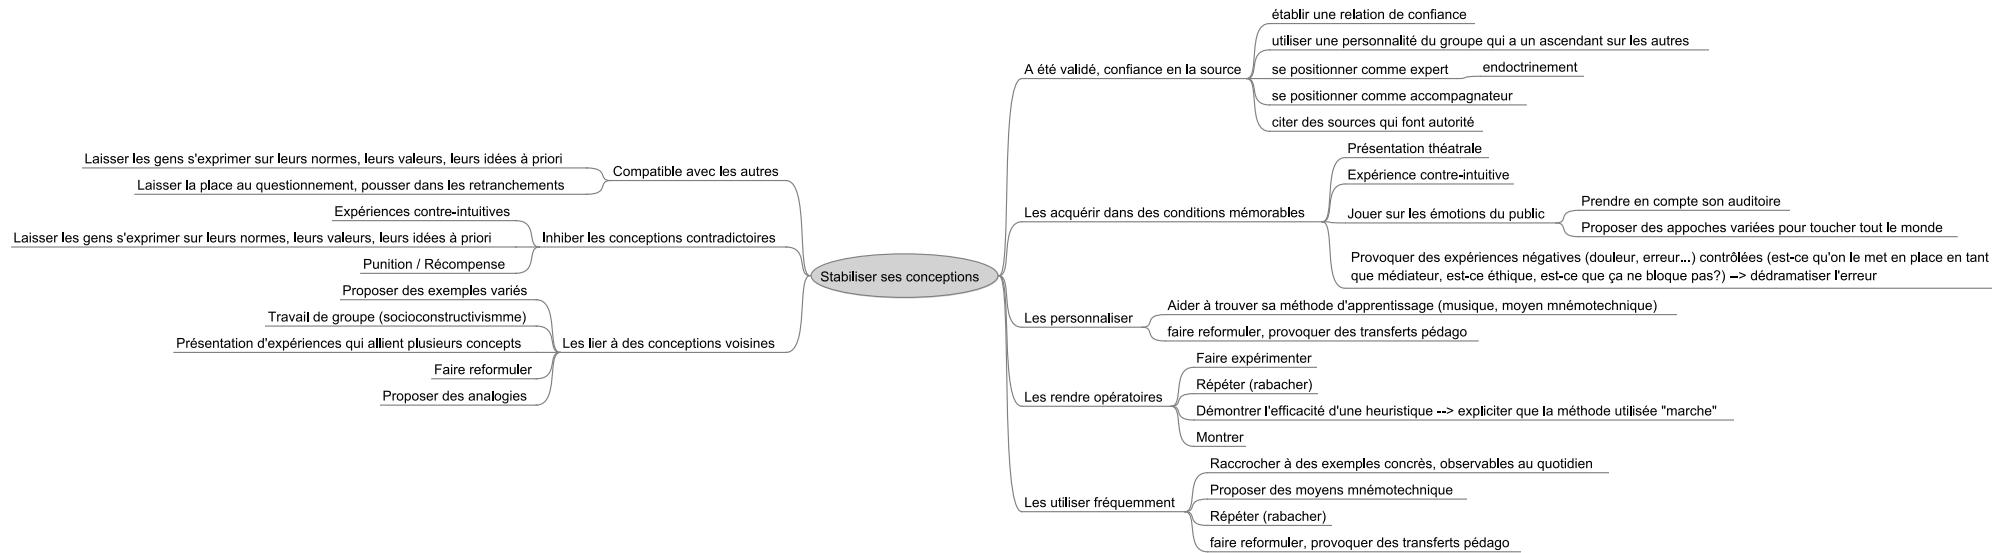 Stabiliser ses conceptions
Compatible avec les autres
Laisser les gens s'exprimer sur leurs normes, leurs valeurs, leurs idées à priori
Laisser la place au questionnement, pousser dans les retranchements
Inhiber les conceptions contradictoires
Expériences contre-intuitives
Laisser les gens s'exprimer sur leurs normes, leurs valeurs, leurs idées à priori
Punition / Récompense
Les lier à des conceptions voisines
Proposer des exemples variés
Travail de groupe (socioconstructivismme)
Présentation d'expériences qui allient plusieurs concepts
Faire reformuler
Proposer des analogies
A été validé, confiance en la source
établir une relation de confiance
utiliser une personnalité du groupe qui a un ascendant sur les autres
se positionner comme expert
endoctrinement
se positionner comme accompagnateur
citer des sources qui font autorité
Les acquérir dans des conditions mémorables
Présentation théatrale
Expérience contre-intuitive
Jouer sur les émotions du public
Prendre en compte son auditoire
Proposer des appoches variées pour toucher tout le monde
Provoquer des expériences négatives (douleur, erreur...) contrôlées (est-ce qu'on le met en place en tant
que médiateur, est-ce éthique, est-ce que ça ne bloque pas?) --> dédramatiser l'erreur
Les personnaliser
Aider à trouver sa méthode d'apprentissage (musique, moyen mnémotechnique)
faire reformuler, provoquer des transferts pédago
Les rendre opératoires
Faire expérimenter
Répéter (rabacher)
Démontrer l'efficacité d'une heuristique --> expliciter que la méthode utilisée "marche"
Montrer
Les utiliser fréquemment
Raccrocher à des exemples concrès, observables au quotidien
Proposer des moyens mnémotechnique
Répéter (rabacher)
faire reformuler, provoquer des transferts pédago